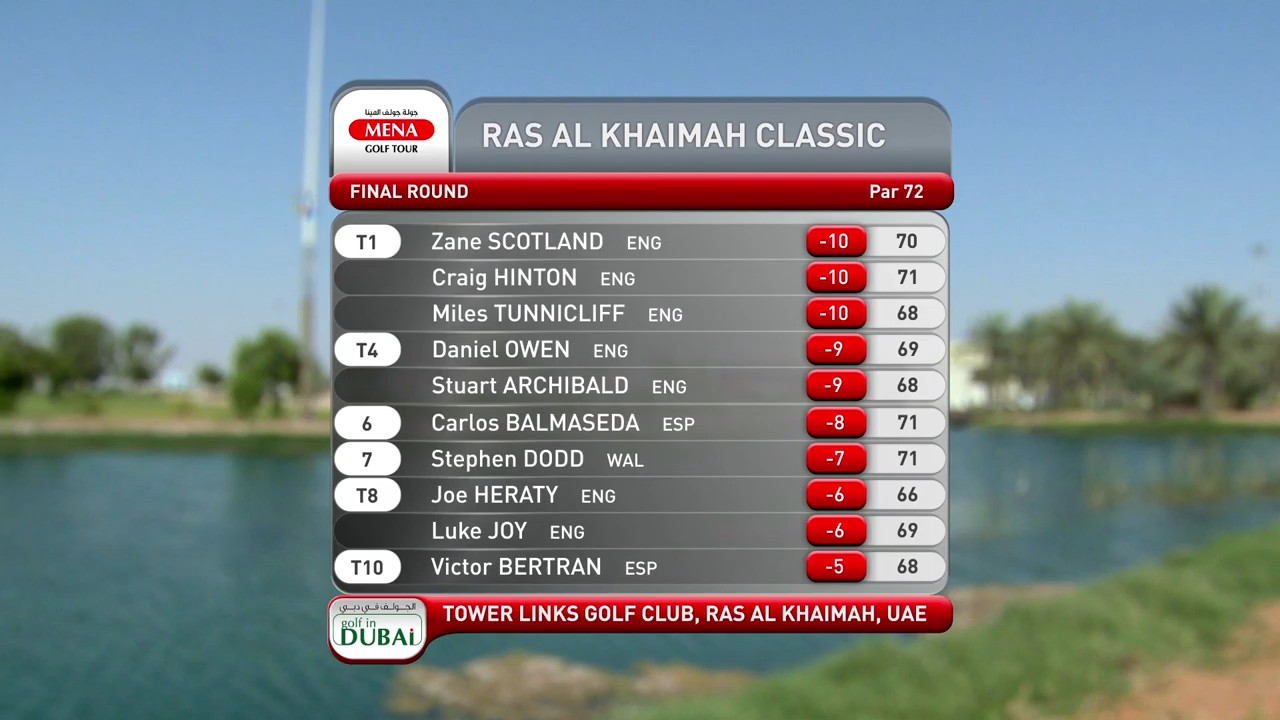 جولة جولف المينا
MENA
GOLF TOUR
RAS AL KHAIMAH CLASSIC
FINAL ROUND Par 72
T1 Zane SCOTLAND ENG -10 70
Craig HINTON ENG -10 71
Miles TUNNICLIFF ENG -10 68
T4 Daniel OWEN ENG -9 69
Stuart ARCHIBALD ENG -9 68
6 Carlos BALMASEDA ESP -8 71
7 Stephen DODD WAL -7 71
T8 Joe HERATY ENG -6 66
Luke JOY ENG -6 69
T10 Victor BERTRAN ESP -5 68
الجولف في دبي
golf in
DUBAi
TOWER LINKS GOLF CLUB, RAS AL KHAIMAH, UAE